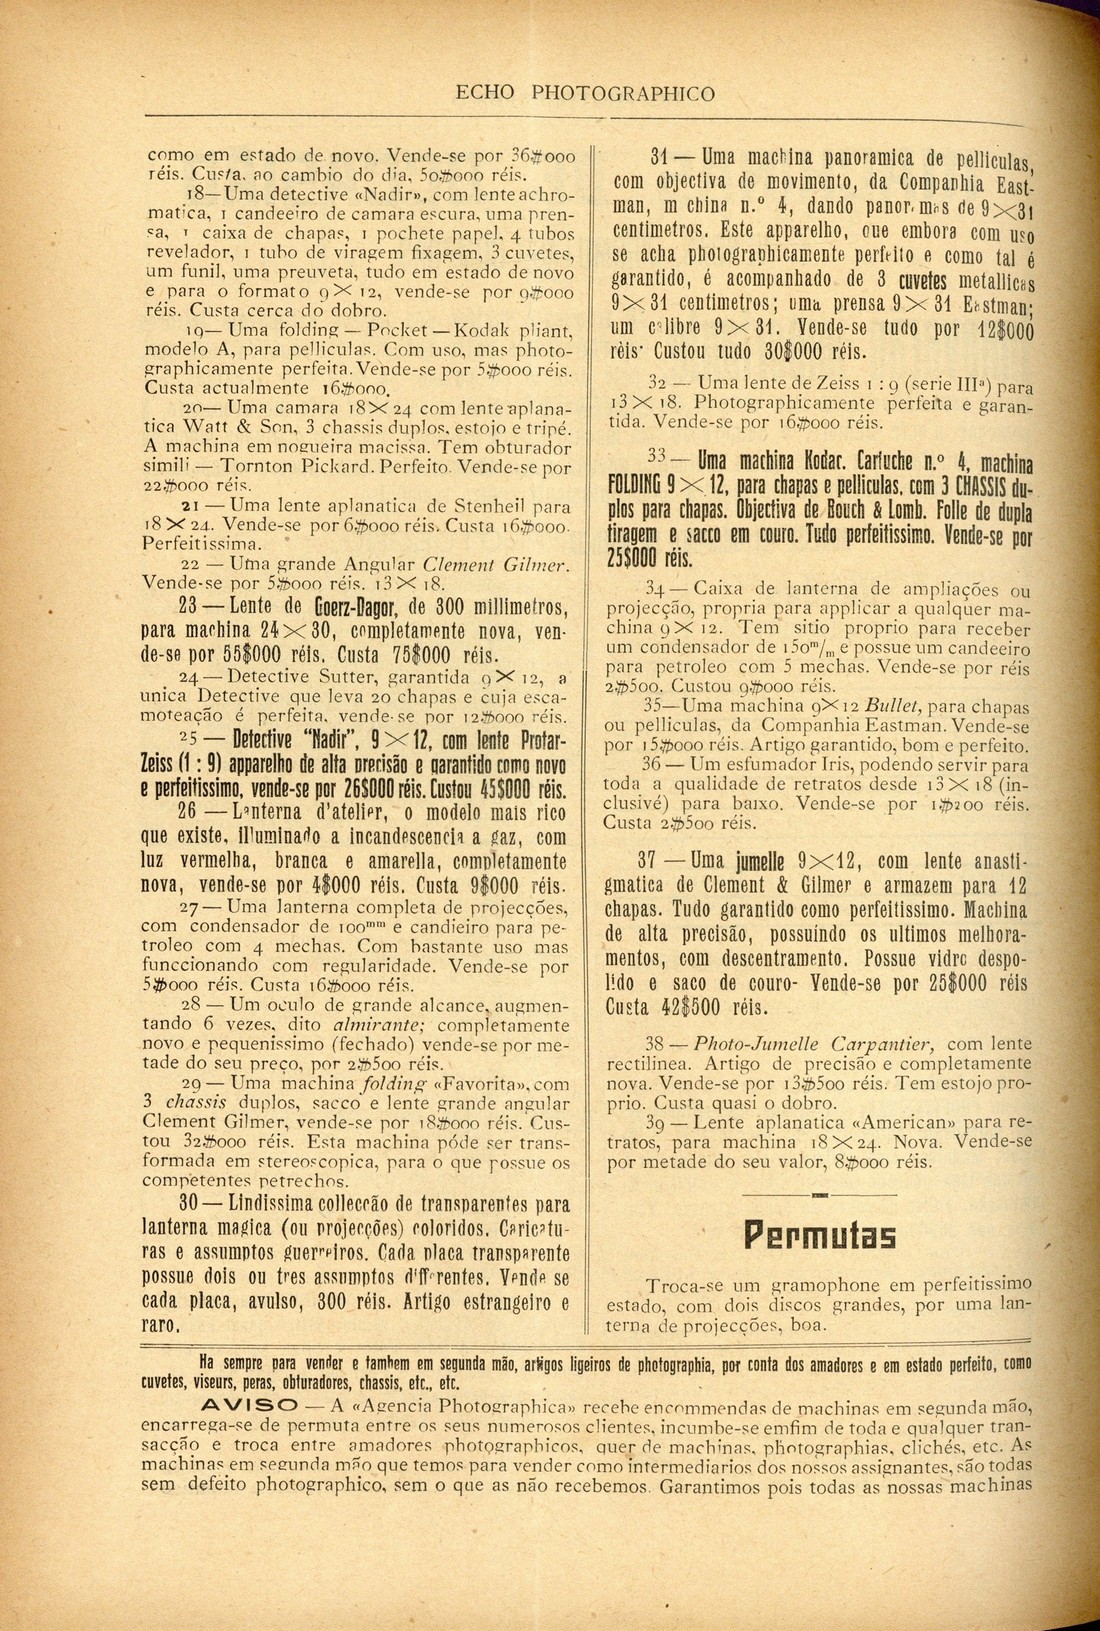 ECHO PHOTOGRAPHICO
como em estado de novo. Vende-se por 36$000
réis. Custa, ao cambio do dia, 50$000 réis.
18—Uma detective «Nadir», com lente achro-
matica, 1 candeeiro de camara escura, uma pren-
sa, 1 caixa de chapas, 1 pochete papel, 4 tubos
revelador, 1 tubo de viragem fixagem, 3 cuvetes,
um funil, uma preuveta, tudo em estado de novo
e para o formato 9×12, vende-se por 9$000
réis. Custa cerca do dobro.
19—Uma folding—Pocket—Kodak pliant,
modelo A, para pelliculas. Com uso, mas photo-
graphicamente perfeita. Vende-se por 5$000 réis.
Custa actualmente 16$000.
20—Uma camara 18×24 com lente aplana-
tica Watt & Son, 3 chassis duplos, estojo e tripé.
A machina em nogueira macissa. Tem obturador
simili — Tornton Pickard. Perfeito. Vende-se por
22$000 réis.
21 — Uma lente aplanatica de Stenheil para
18×24. Vende-se por 6$000 réis. Custa 16$000.
Perfeitissima.
22 — Uma grande Angular Clement Gilmer.
Vende-se por 5$000 réis. 13×18.
23 — Lente de Goerz-Dagor, de 300 millimetros,
para machina 24×30, completamente nova, ven-
de-se por 55$000 réis. Custa 75$000 réis.
24 — Detective Sutter, garantida 9×12, a
unica Detective que leva 20 chapas e cuja esca-
moteação é perfeita, vende-se por 12$000 réis.
25 — Detective "Nadir", 9×12, com lente Protar-
Zeiss (1 : 9) apparelho de alta precisão e garantido como novo
e perfeitissimo, vende-se por 26$000 réis. Custou 45$000 réis.
26 — Lanterna d'atelier, o modelo mais rico
que existe, illuminado a incandescencia a gaz, com
luz vermelha, branca e amarella, completamente
nova, vende-se por 4$000 réis. Custa 9$000 réis.
27 — Uma lanterna completa de projecções,
com condensador de 100mm e candieiro para pe-
troleo com 4 mechas. Com bastante uso mas
funccionando com regularidade. Vende-se por
5$000 réis. Custa 16$000 réis.
28 — Um oculo de grande alcance, augmen-
tando 6 vezes, dito almirante; completamente
novo e pequenissimo (fechado) vende-se por me-
tade do seu preço, por 2$500 réis.
29 — Uma machina folding «Favorita», com
3 chassis duplos, sacco e lente grande angular
Clement Gilmer, vende-se por 18$000 réis. Cus-
tou 32$000 réis. Esta machina póde ser trans-
formada em stereoscopica, para o que possue os
competentes petrechos.
30 — Lindissima collecção de transparentes para
lanterna magica (ou projecções) coloridos. Caricatu-
ras e assumptos guerreiros. Cada placa transparente
possue dois ou tres assumptos differentes. Vende se
cada placa, avulso, 300 réis. Artigo estrangeiro e
raro.
31 — Uma machina panoramica de pelliculas,
com objectiva de movimento, da Companhia East-
man, m china n.º 4, dando panoramas de 9×31
centimetros. Este apparelho, que embora com uso
se acha photographicamente perfeito e como tal é
garantido, é acompanhado de 3 cuvetes metallicas
9×31 centimetros; uma prensa 9×31 Eastman;
um calibre 9×31. Vende-se tudo por 12$000
réis· Custou tudo 30$000 réis.
32 — Uma lente de Zeiss 1 : 9 (serie IIIª) para
13×18. Photographicamente perfeita e garan-
tida. Vende-se por 16$000 réis.
33 — Uma machina Kodac. Cartuche n.º 4, machina
FOLDING 9×12, para chapas e pelliculas, com 3 CHASSIS du-
plos para chapas. Objectiva de Bouch & Lomb. Folle de dupla
tiragem e sacco em couro. Tudo perfeitissimo. Vende-se por
25$000 réis.
34 — Caixa de lanterna de ampliações ou
projecção, propria para applicar a qualquer ma-
china 9×12. Tem sitio proprio para receber
um condensador de 150m/m e possue um candeeiro
para petroleo com 5 mechas. Vende-se por réis
2$500. Custou 9$000 réis.
35—Uma machina 9×12 Bullet, para chapas
ou pelliculas, da Companhia Eastman. Vende-se
por 15$000 réis. Artigo garantido, bom e perfeito.
36 — Um esfumador Iris, podendo servir para
toda a qualidade de retratos desde 13×18 (in-
clusivé) para baixo. Vende-se por 1$200 réis.
Custa 2$500 réis.
37 — Uma jumelle 9×12, com lente anasti-
gmatica de Clement & Gilmer e armazem para 12
chapas. Tudo garantido como perfeitissimo. Machina
de alta precisão, possuindo os ultimos melhora-
mentos, com descentramento. Possue vidro despo-
lido e saco de couro- Vende-se por 25$000 réis
Custa 42$500 réis.
38 — Photo-Jumelle Carpantier, com lente
rectilinea. Artigo de precisão e completamente
nova. Vende-se por 13$500 réis. Tem estojo pro-
prio. Custa quasi o dobro.
39 — Lente aplanatica «American» para re-
tratos, para machina 18×24. Nova. Vende-se
por metade do seu valor, 8$000 réis.
Permutas
Troca-se um gramophone em perfeitissimo
estado, com dois discos grandes, por uma lan-
terna de projecções, boa.
Ha sempre para vender e tambem em segunda mão, artigos ligeiros de photographia, por conta dos amadores e em estado perfeito, como
cuvetes, viseurs, peras, obturadores, chassis, etc., etc.
AVISO — A «Agencia Photographica» recebe encommendas de machinas em segunda mão,
encarrega-se de permuta entre os seus numerosos clientes, incumbe-se emfim de toda e qualquer tran-
sacção e troca entre amadores photographicos, quer de machinas, photographias, clichés, etc. As
machinas em segunda mão que temos para vender como intermediarios dos nossos assignantes, são todas
sem defeito photographico, sem o que as não recebemos. Garantimos pois todas as nossas machinas